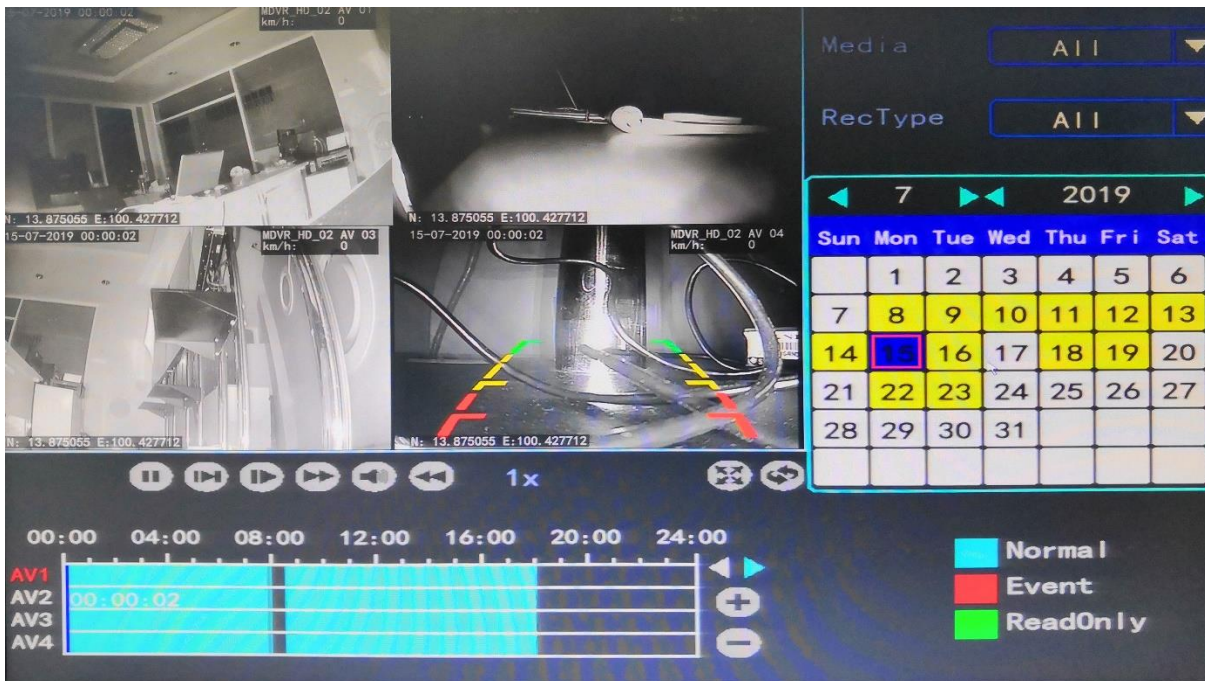 15-07-2019 00:00:02
MDVR_HD_02 AV 01
km/h: 0
N: 13.875055 E:100.427712
N: 13.875055 E:100.427712
15-07-2019 00:00:02
MDVR_HD_02 AV 03
km/h: 0
15-07-2019 00:00:02
MDVR_HD_02 AV 04
km/h: 0
N: 13.875055 E:100.427712
N: 13.875055 E:100.427712
Media All
RecType All
7 2019
Sun Mon Tue Wed Thu Fri Sat
1 2 3 4 5 6
7 8 9 10 11 12 13
14 15 16 17 18 19 20
21 22 23 24 25 26 27
28 29 30 31
1x
00:00 04:00 08:00 12:00 16:00 20:00 24:00
AV1
AV2 00:00:02
AV3
AV4
Normal
Event
ReadOnly